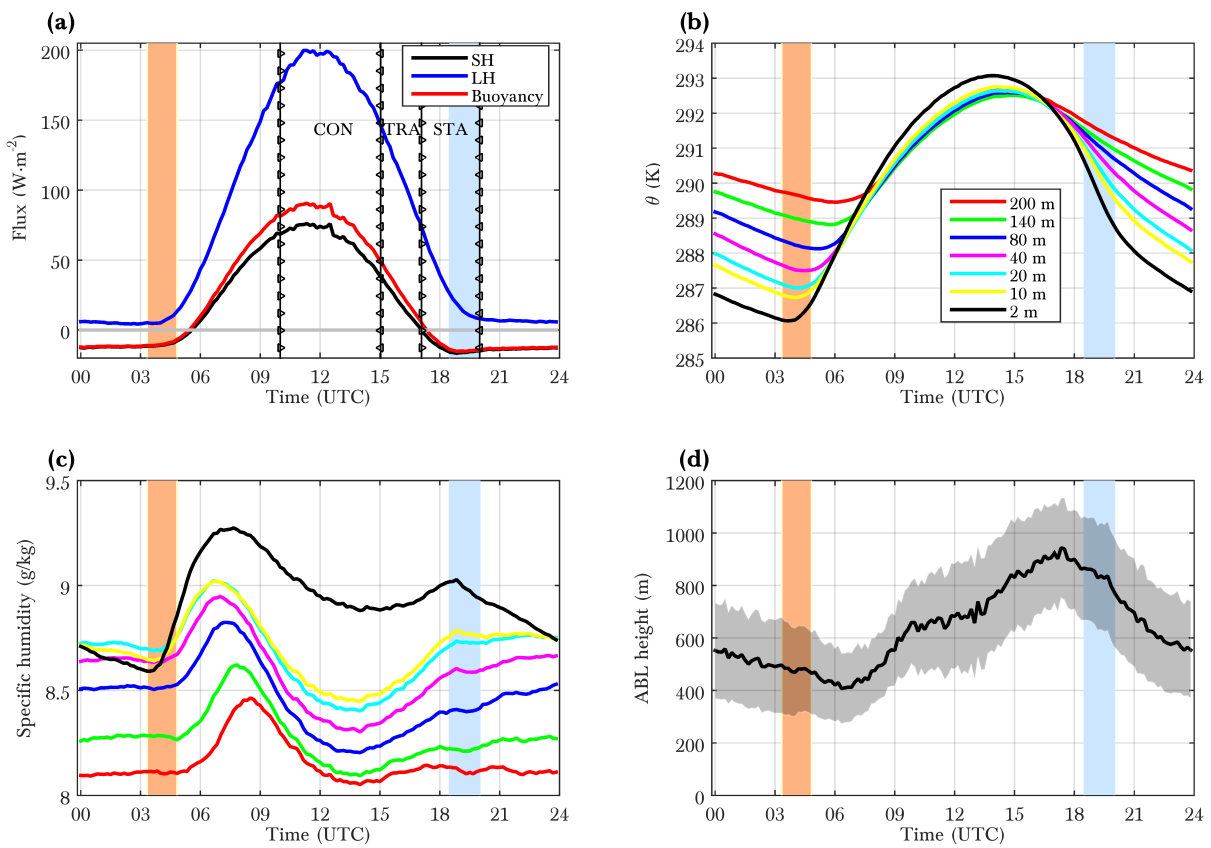 (a)
Flux (W·m-2)
200
150
100
50
0
SH
LH
Buoyancy
CON
TRA
STA
00 03 06 09 12 15 18 21 24
Time (UTC)
(b)
θ (K)
294
293
292
291
290
289
288
287
286
285
200 m
140 m
80 m
40 m
20 m
10 m
2 m
00 03 06 09 12 15 18 21 24
Time (UTC)
(c)
Specific humidity (g/kg)
9.5
9
8.5
8
00 03 06 09 12 15 18 21 24
Time (UTC)
(d)
ABL height (m)
1200
1000
800
600
400
200
0
00 03 06 09 12 15 18 21 24
Time (UTC)